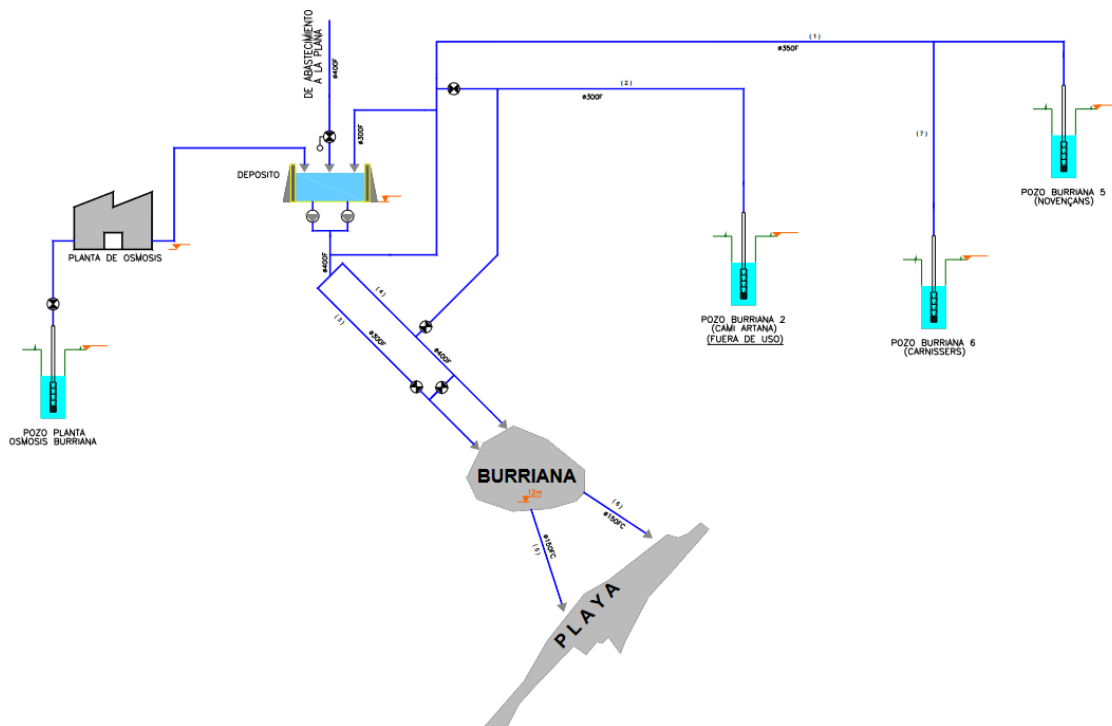 DE ABASTECIMIENTO
A LA PLANA
ø400F
(1)
ø350F
(2)
ø300F
ø300F
(7)
DEPOSITO
POZO BURRIANA 5
(NOVENÇANS)
PLANTA DE OSMOSIS
ø400F
(4)
(3)
ø300F
ø400F
POZO BURRIANA 2
(CAMI ARTANA)
(FUERA DE USO)
POZO BURRIANA 6
(CARNISSERS)
POZO PLANTA
OSMOSIS BURRIANA
BURRIANA
12m
(6)
ø150FC
ø150FC
(5)
PLAYA